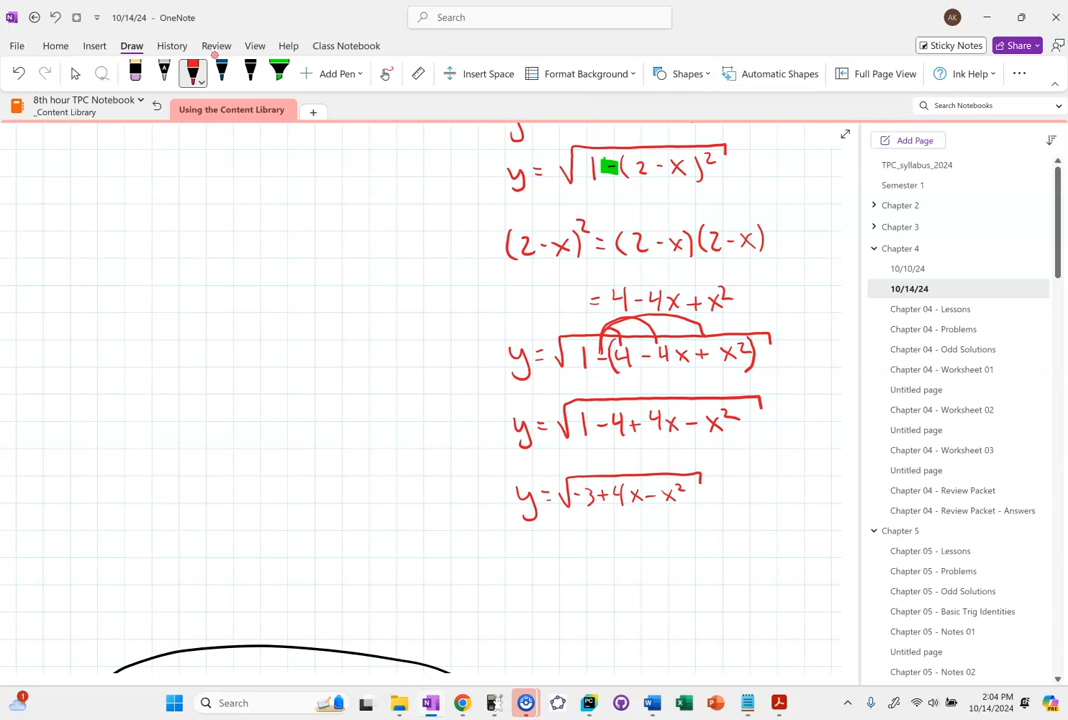 10/14/24 - OneNote
Search
AK
File Home Insert Draw History Review View Help Class Notebook
Sticky Notes
Share
Add Pen
Insert Space
Format Background
Shapes
Automatic Shapes
Full Page View
Ink Help
8th hour TPC Notebook
_Content Library
Using the Content Library
Search Notebooks
y = √(1 - (2 - x)²)
(2 - x)² = (2 - x)(2 - x)
= 4 - 4x + x²
y = √(1 - (4 - 4x + x²))
y = √(1 - 4 + 4x - x²)
y = √(-3 + 4x - x²)
Add Page
TPC_syllabus_2024
Semester 1
Chapter 2
Chapter 3
Chapter 4
10/10/24
10/14/24
Chapter 04 - Lessons
Chapter 04 - Problems
Chapter 04 - Odd Solutions
Chapter 04 - Worksheet 01
Untitled page
Chapter 04 - Worksheet 02
Untitled page
Chapter 04 - Worksheet 03
Untitled page
Chapter 04 - Review Packet
Chapter 04 - Review Packet - Answers
Chapter 5
Chapter 05 - Lessons
Chapter 05 - Problems
Chapter 05 - Odd Solutions
Chapter 05 - Basic Trig Identities
Chapter 05 - Notes 01
Untitled page
Chapter 05 - Notes 02
1
Search
2:04 PM
10/14/2024